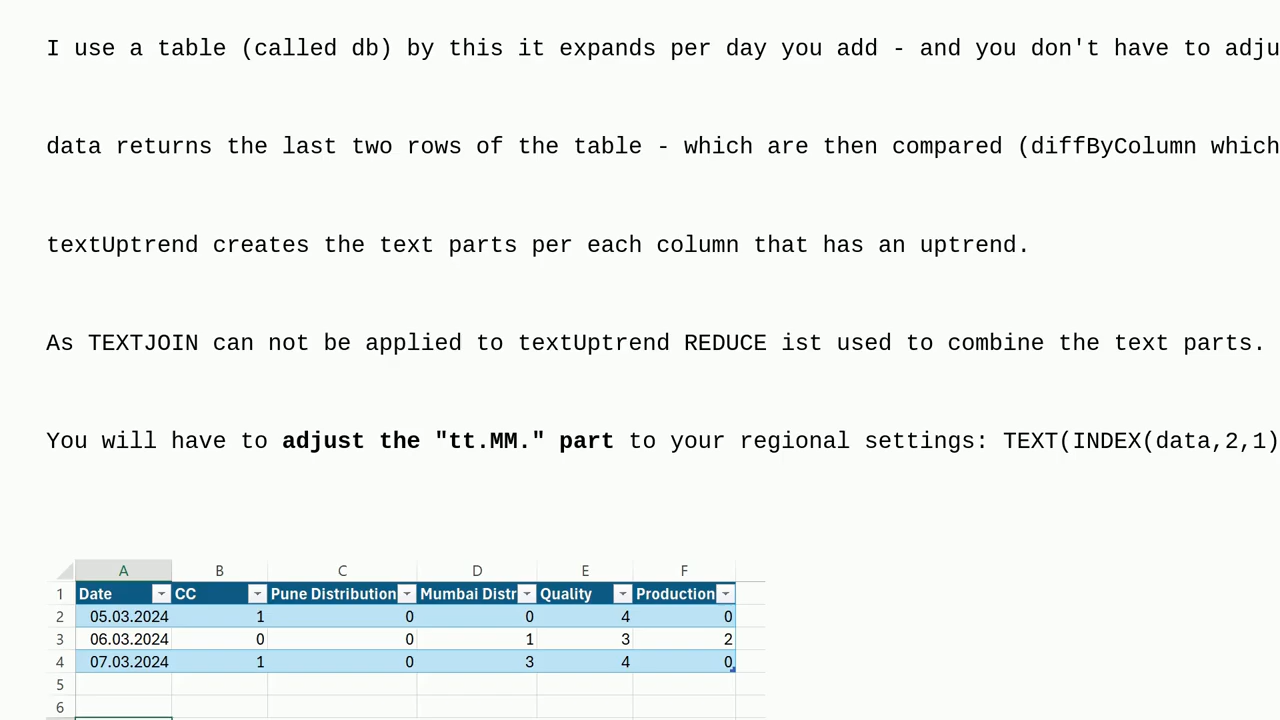 I use a table (called db) by this it expands per day you add - and you don't have to adju
data returns the last two rows of the table - which are then compared (diffByColumn which
textUptrend creates the text parts per each column that has an uptrend.
As TEXTJOIN can not be applied to textUptrend REDUCE ist used to combine the text parts.
You will have to adjust the "tt.MM." part to your regional settings: TEXT(INDEX(data,2,1)
A B C D E F
1 Date CC Pune Distribution Mumbai Distr Quality Production
2 05.03.2024 1 0 0 4 0
3 06.03.2024 0 0 1 3 2
4 07.03.2024 1 0 3 4 0
5
6